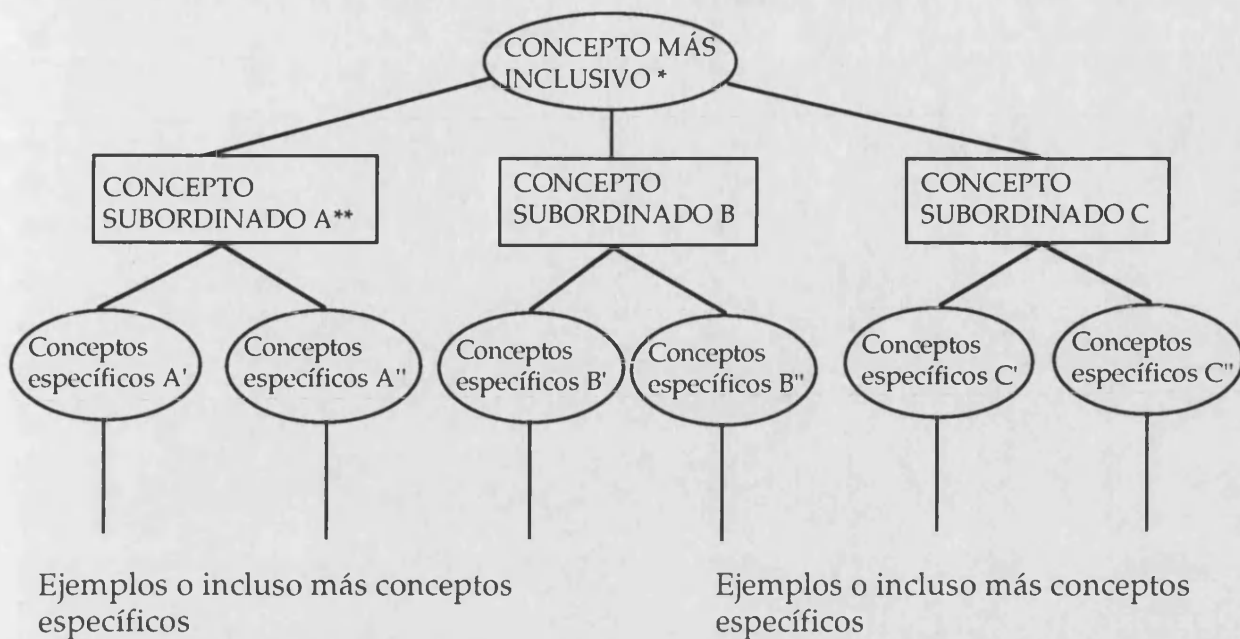 CONCEPTO MÁS
INCLUSIVO *
CONCEPTO
SUBORDINADO A**
CONCEPTO
SUBORDINADO B
CONCEPTO
SUBORDINADO C
Conceptos
específicos A'
Conceptos
específicos A"
Conceptos
específicos B'
Conceptos
específicos B"
Conceptos
específicos C'
Conceptos
específicos C"
Ejemplos o incluso más conceptos
específicos
Ejemplos o incluso más conceptos
específicos